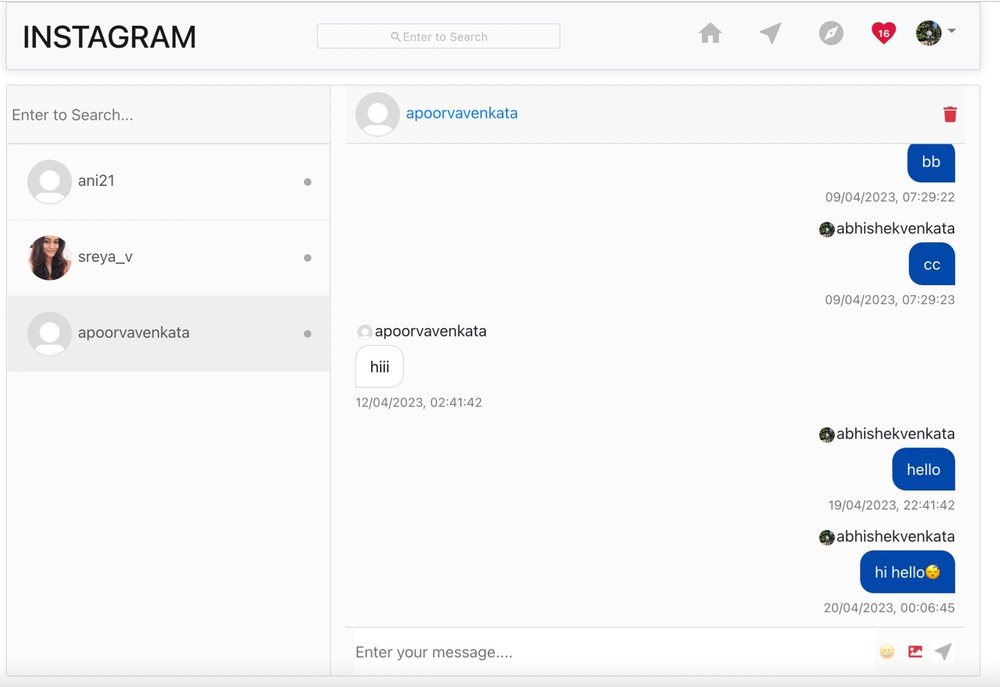 INSTAGRAM
Enter to Search
16
Enter to Search...
ani21
sreya_v
apoorvavenkata
apoorvavenkata
bb
09/04/2023, 07:29:22
abhishekvenkata
cc
09/04/2023, 07:29:23
apoorvavenkata
hiii
12/04/2023, 02:41:42
abhishekvenkata
hello
19/04/2023, 22:41:42
abhishekvenkata
hi hello😴
20/04/2023, 00:06:45
Enter your message....